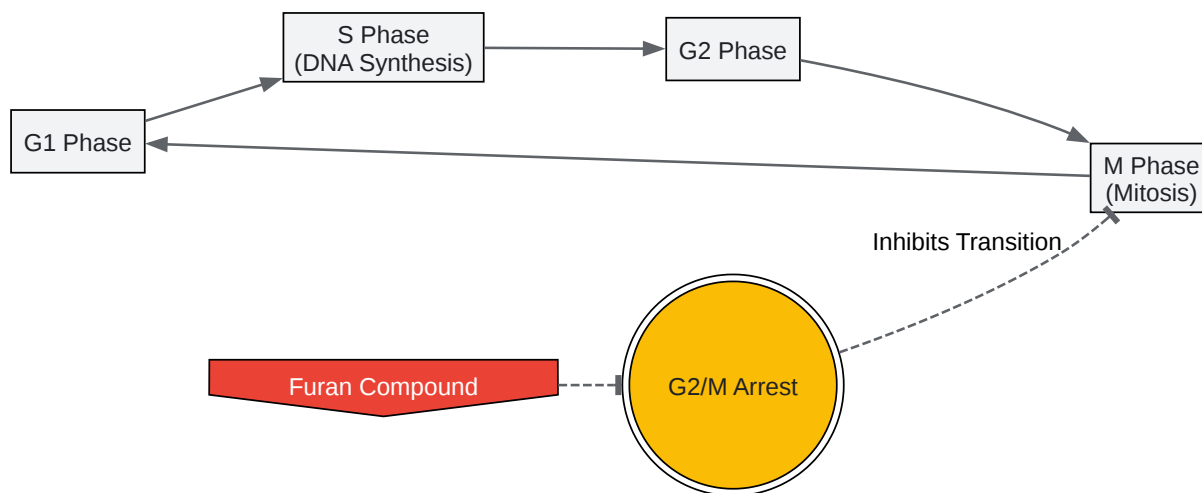 S Phase
(DNA Synthesis)
G2 Phase
G1 Phase
M Phase
(Mitosis)
Inhibits Transition
Furan Compound
G2/M Arrest